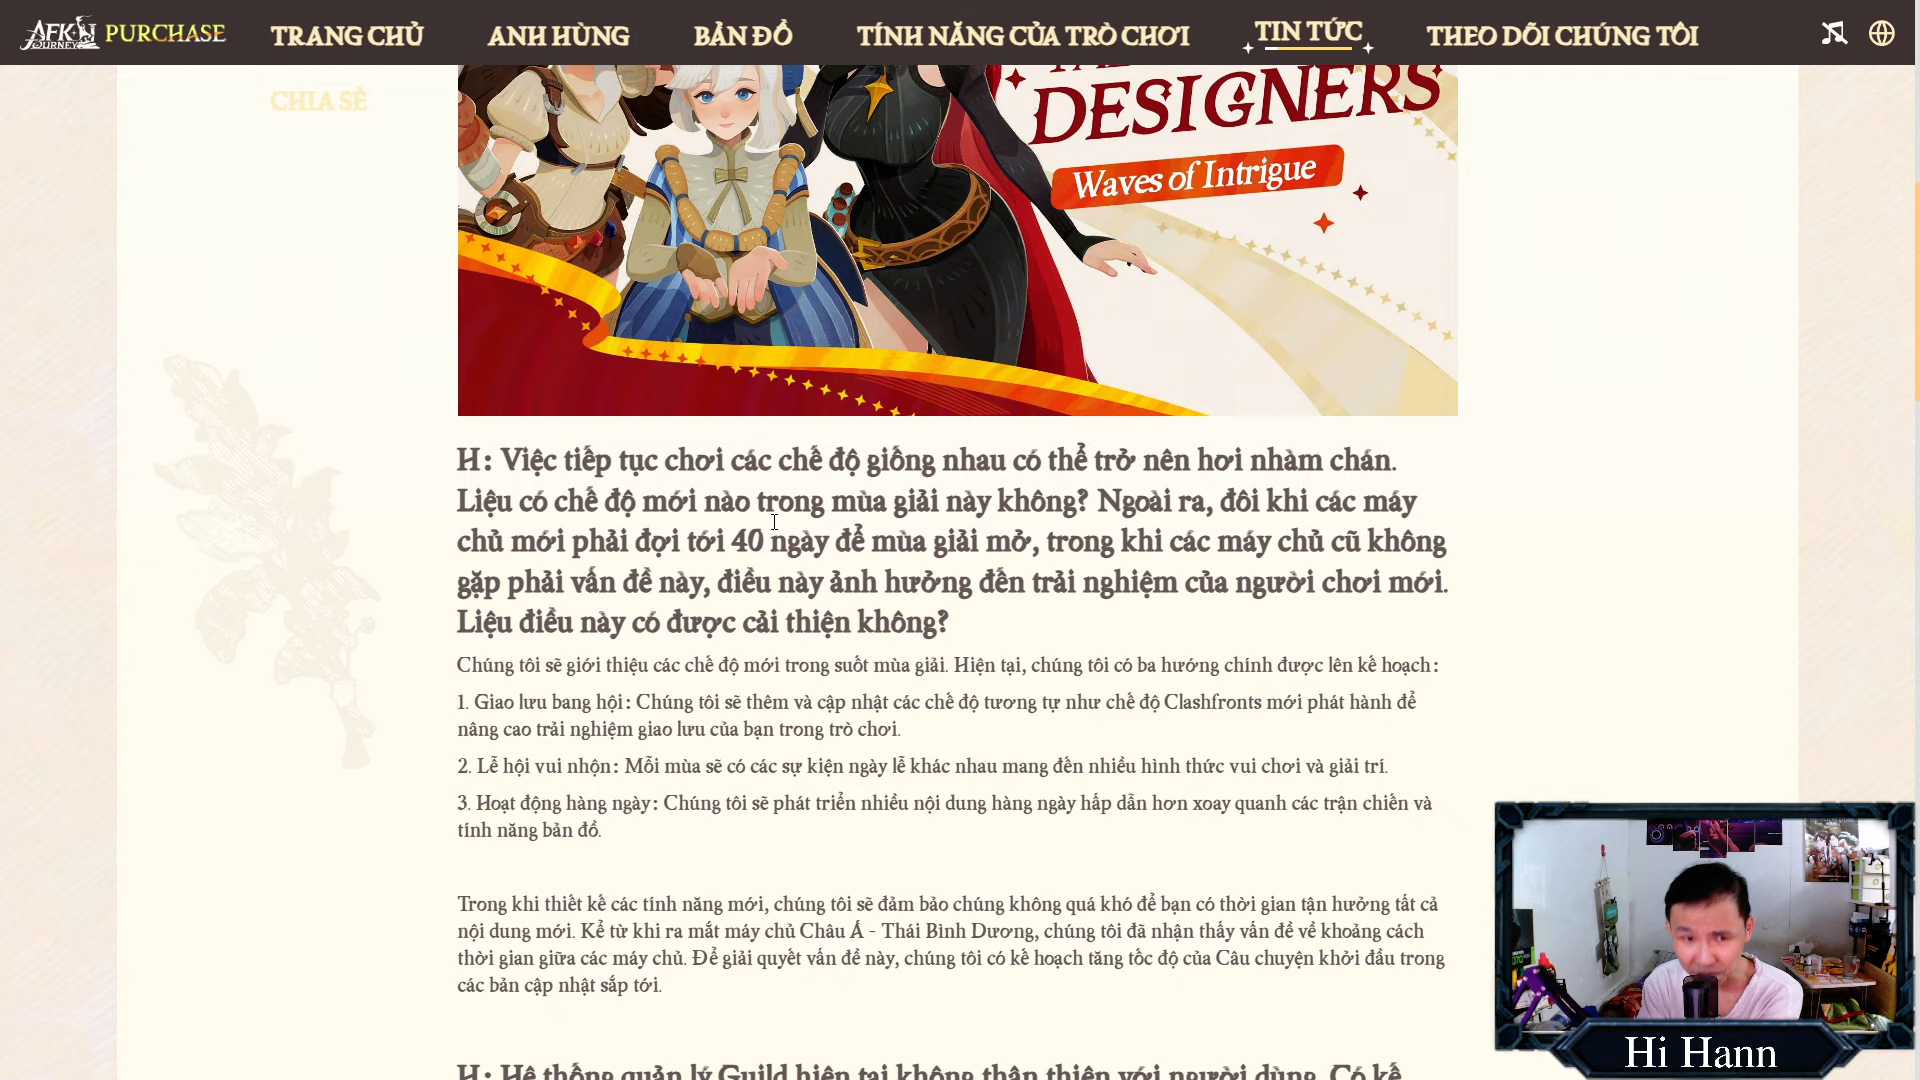 AFK JOURNEY
PURCHASE
TRANG CHỦ
ANH HÙNG
BẢN ĐỒ
TÍNH NĂNG CỦA TRÒ CHƠI
TIN TỨC
THEO DÕI CHÚNG TÔI
CHIA SẺ
DESIGNERS
Waves of Intrigue
H: Việc tiếp tục chơi các chế độ giống nhau có thể trở nên hơi nhàm chán.
Liệu có chế độ mới nào trong mùa giải này không? Ngoài ra, đôi khi các máy
chủ mới phải đợi tới 40 ngày để mùa giải mở, trong khi các máy chủ cũ không
gặp phải vấn đề này, điều này ảnh hưởng đến trải nghiệm của người chơi mới.
Liệu điều này có được cải thiện không?
Chúng tôi sẽ giới thiệu các chế độ mới trong suốt mùa giải. Hiện tại, chúng tôi có ba hướng chính được lên kế hoạch:
1. Giao lưu bang hội: Chúng tôi sẽ thêm và cập nhật các chế độ tương tự như chế độ Clashfronts mới phát hành để
nâng cao trải nghiệm giao lưu của bạn trong trò chơi.
2. Lễ hội vui nhộn: Mỗi mùa sẽ có các sự kiện ngày lễ khác nhau mang đến nhiều hình thức vui chơi và giải trí.
3. Hoạt động hàng ngày: Chúng tôi sẽ phát triển nhiều nội dung hàng ngày hấp dẫn hơn xoay quanh các trận chiến và
tính năng bản đồ.
Trong khi thiết kế các tính năng mới, chúng tôi sẽ đảm bảo chúng không quá khó để bạn có thời gian tận hưởng tất cả
nội dung mới. Kể từ khi ra mắt máy chủ Châu Á - Thái Bình Dương, chúng tôi đã nhận thấy vấn đề về khoảng cách
thời gian giữa các máy chủ. Để giải quyết vấn đề này, chúng tôi có kế hoạch tăng tốc độ của Câu chuyện khởi đầu trong
các bản cập nhật sắp tới.
H: Hệ thống quản lý Guild hiện tại không thân thiện với người dùng. Có kế
Hi Hann